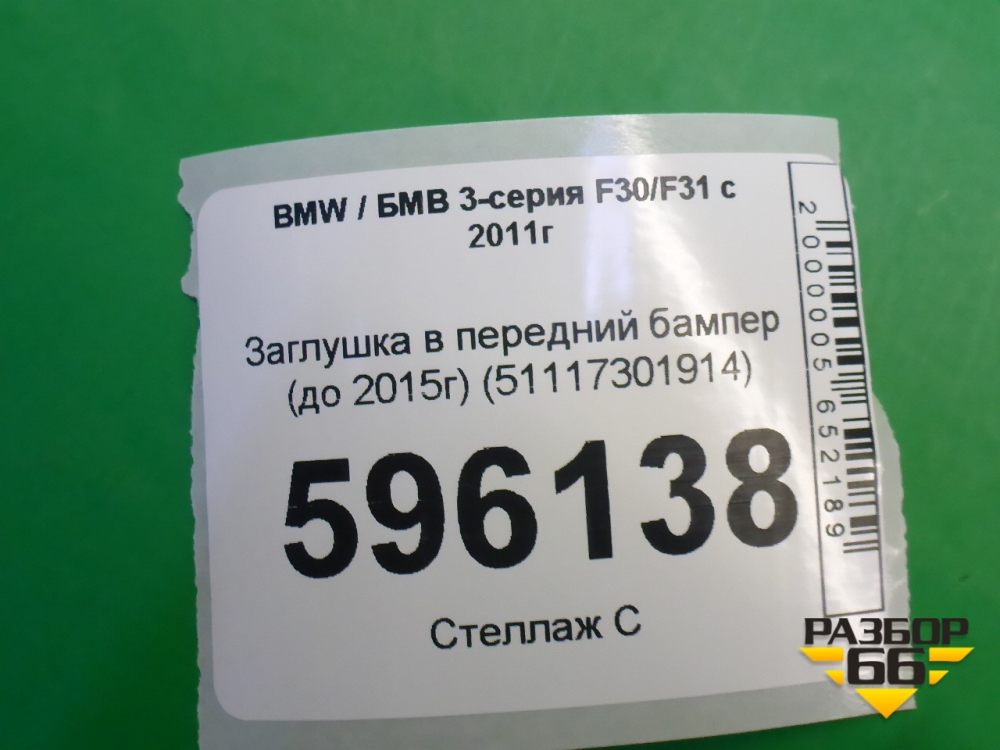 BMW / БМВ 3-серия F30/F31 с
2011г
Заглушка в передний бампер
(до 2015г) (51117301914)
596138
Стеллаж С
2000005652189
РАЗБОР
66